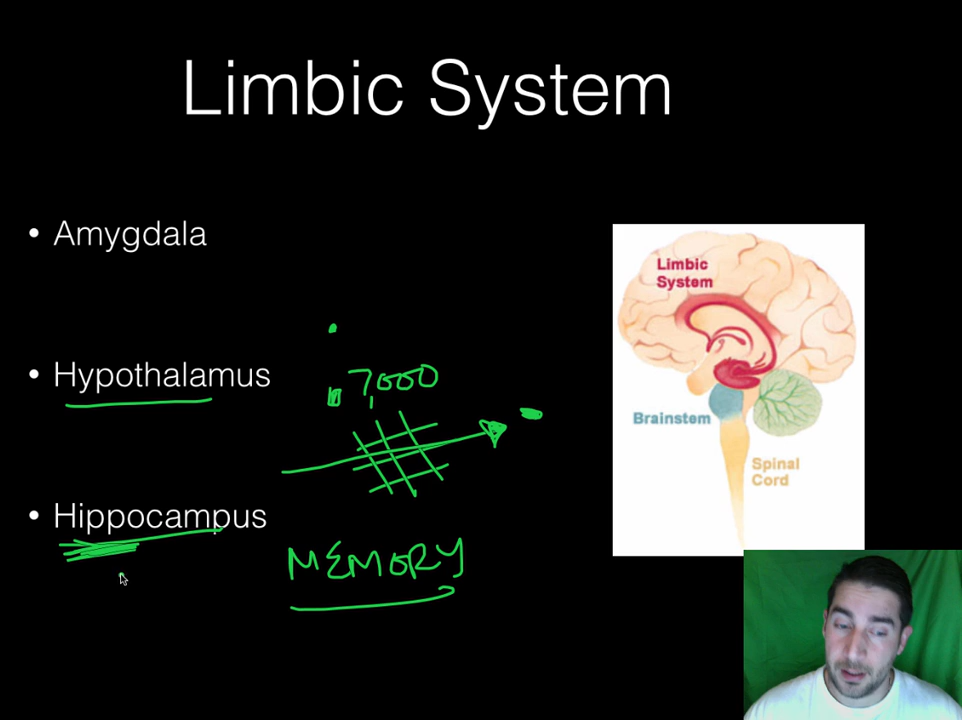 Limbic System
• Amygdala
• Hypothalamus
7,000
• Hippocampus
MEMORY
Limbic
System
Brainstem
Spinal
Cord